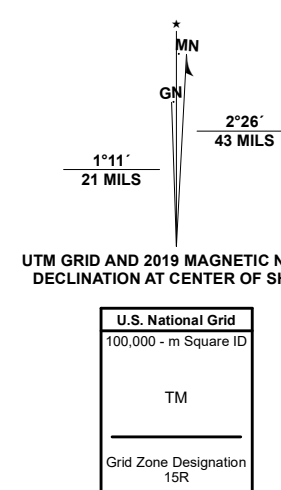 ★
MN
GN
2°26´
43 MILS
1°11´
21 MILS
UTM GRID AND 2019 MAGNETIC N
DECLINATION AT CENTER OF SH
U.S. National Grid
100,000 - m Square ID
TM
Grid Zone Designation
15R